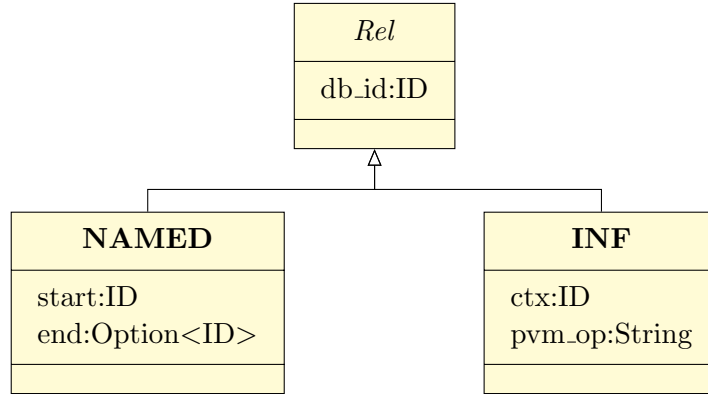 Rel
db_id:ID
NAMED
start:ID
end:Option<ID>
INF
ctx:ID
pvm_op:String